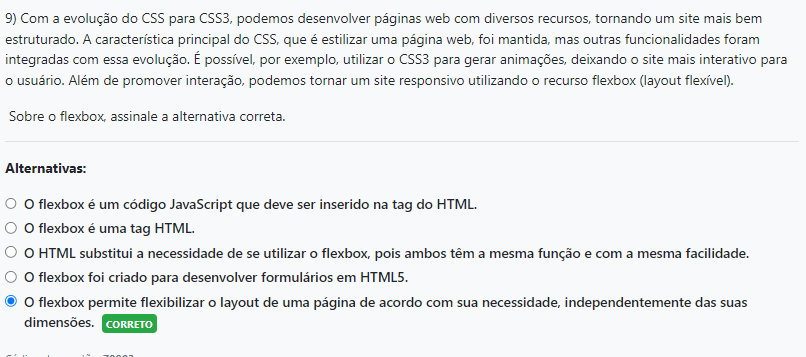 9) Com a evolução do CSS para CSS3, podemos desenvolver páginas web com diversos recursos, tornando um site mais bem
estruturado. A característica principal do CSS, que é estilizar uma página web, foi mantida, mas outras funcionalidades foram
integradas com essa evolução. É possível, por exemplo, utilizar o CSS3 para gerar animações, deixando o site mais interativo para
o usuário. Além de promover interação, podemos tornar um site responsivo utilizando o recurso flexbox (layout flexível).
Sobre o flexbox, assinale a alternativa correta.
Alternativas:
O flexbox é um código JavaScript que deve ser inserido na tag do HTML.
O flexbox é uma tag HTML.
O HTML substitui a necessidade de se utilizar o flexbox, pois ambos têm a mesma função e com a mesma facilidade.
O flexbox foi criado para desenvolver formulários em HTML5.
O flexbox permite flexibilizar o layout de uma página de acordo com sua necessidade, independentemente das suas
dimensões. CORRETO